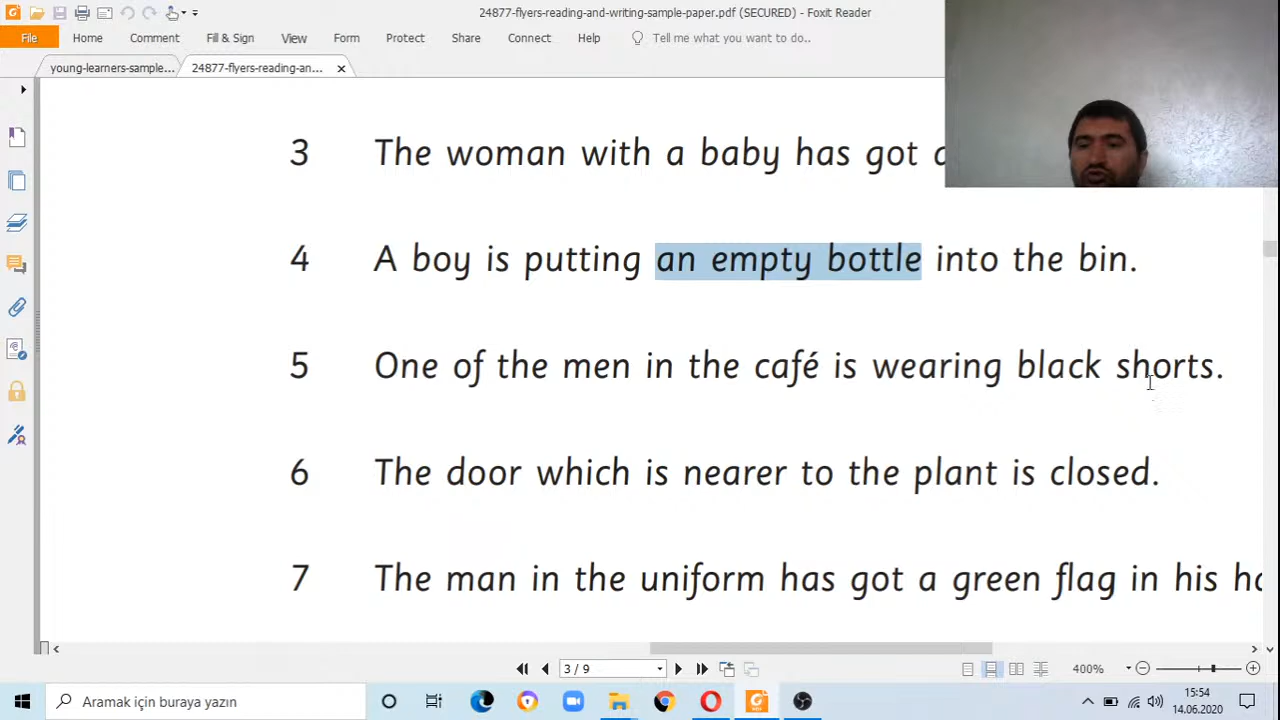 24877-flyers-reading-and-writing-sample-paper.pdf (SECURED) - Foxit Reader
File Home Comment Fill & Sign View Form Protect Share Connect Help Tell me what you want to do..
young-learners-sample... 24877-flyers-reading-an...
3 The woman with a baby has got
4 A boy is putting an empty bottle into the bin.
5 One of the men in the café is wearing black shorts.
6 The door which is nearer to the plant is closed.
7 The man in the uniform has got a green flag in his
3 / 9 400%
Aramak için buraya yazın 15:54
14.06.2020